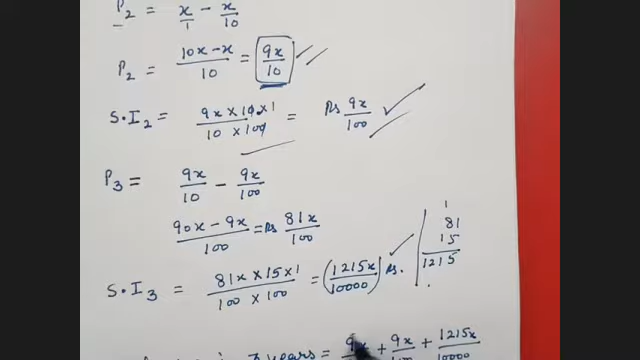 P2 = x/1 - x/10
P2 = 10x-x/10 = 9x/10
S.I2 = 9x×10×1/10×100 = Rs 9x/100
P3 = 9x/10 - 9x/100
90x-9x/100 = Rs 81x/100
81
15
1215
S.I3 = 81x×15×1/100×100 = (1215x/10000) Rs.
years = 9x + 9x/100 + 1215x/10000